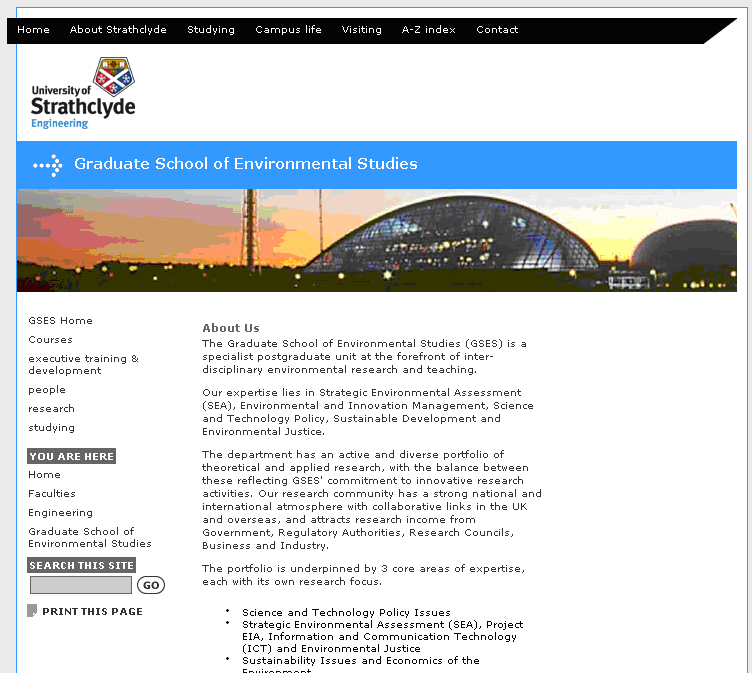 Home About Strathclyde Studying Campus life Visiting A-Z index Contact
University of
Strathclyde
Engineering
Graduate School of Environmental Studies
GSES Home
Courses
executive training &
development
people
research
studying
YOU ARE HERE
Home
Faculties
Engineering
Graduate School of
Environmental Studies
SEARCH THIS SITE
GO
PRINT THIS PAGE
About Us
The Graduate School of Environmental Studies (GSES) is a
specialist postgraduate unit at the forefront of inter-
disciplinary environmental research and teaching.
Our expertise lies in Strategic Environmental Assessment
(SEA), Environmental and Innovation Management, Science
and Technology Policy, Sustainable Development and
Environmental Justice.
The department has an active and diverse portfolio of
theoretical and applied research, with the balance between
these reflecting GSES' commitment to innovative research
activities. Our research community has a strong national and
international atmosphere with collaborative links in the UK
and overseas, and attracts research income from
Government, Regulatory Authorities, Research Councils,
Business and Industry.
The portfolio is underpinned by 3 core areas of expertise,
each with its own research focus.
• Science and Technology Policy Issues
• Strategic Environmental Assessment (SEA), Project
EIA, Information and Communication Technology
(ICT) and Environmental Justice
• Sustainability Issues and Economics of the
Environment